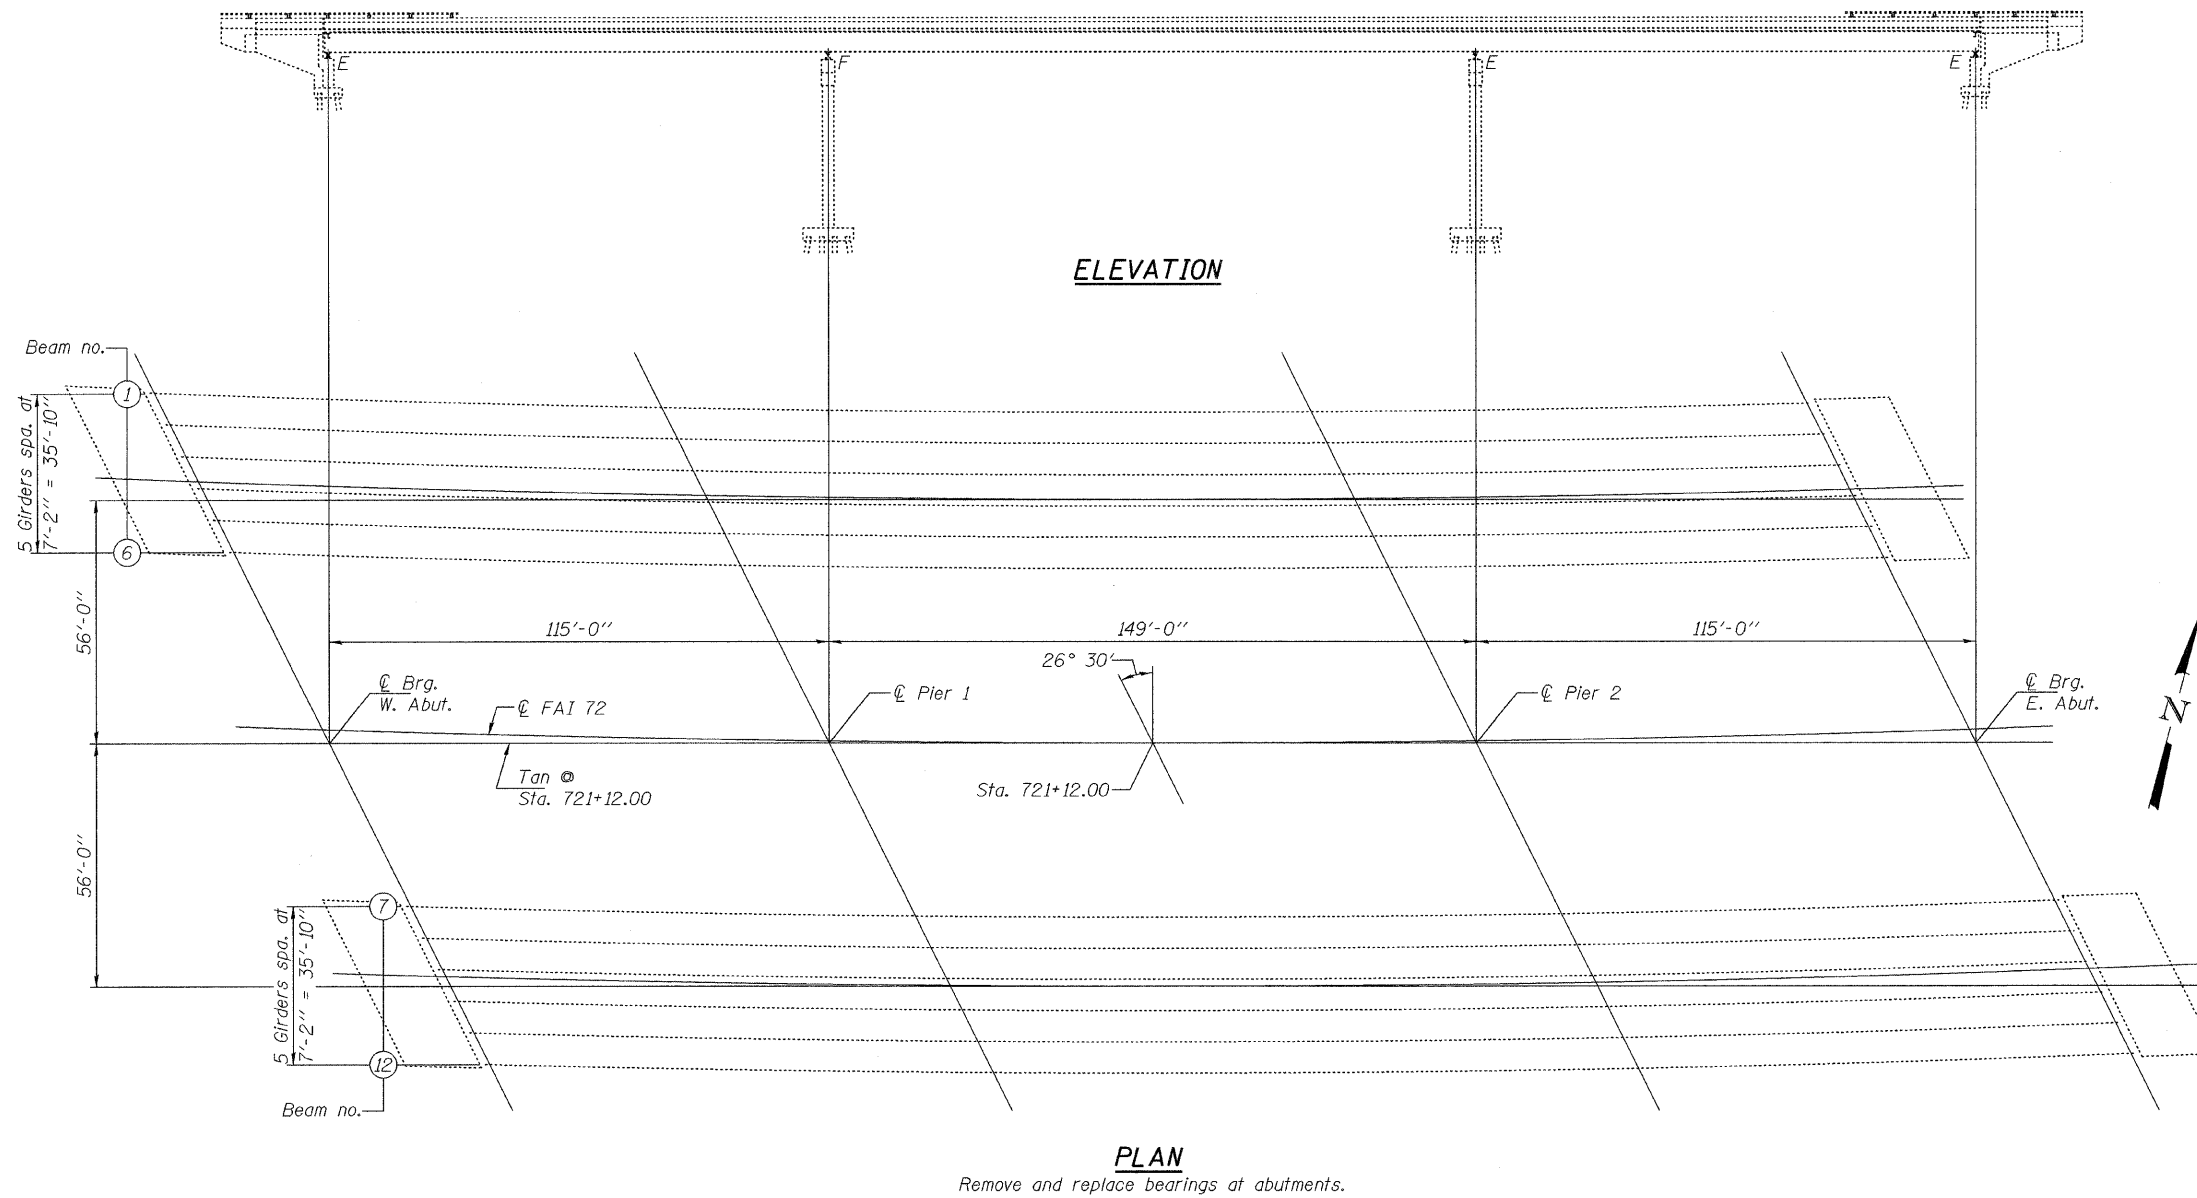 E
F
E
E
ELEVATION
Beam no.
1
5 Girders spa. at
7'-2" = 35'-10"
6
56'-0"
115'-0"
149'-0"
115'-0"
26° 30'
℄ Brg.
W. Abut.
℄ FAI 72
℄ Pier 1
℄ Pier 2
℄ Brg.
E. Abut.
N
Tan @
Sta. 721+12.00
Sta. 721+12.00
56'-0"
7
5 Girders spa. at
7'-2" = 35'-10"
12
Beam no.
PLAN
Remove and replace bearings at abutments.